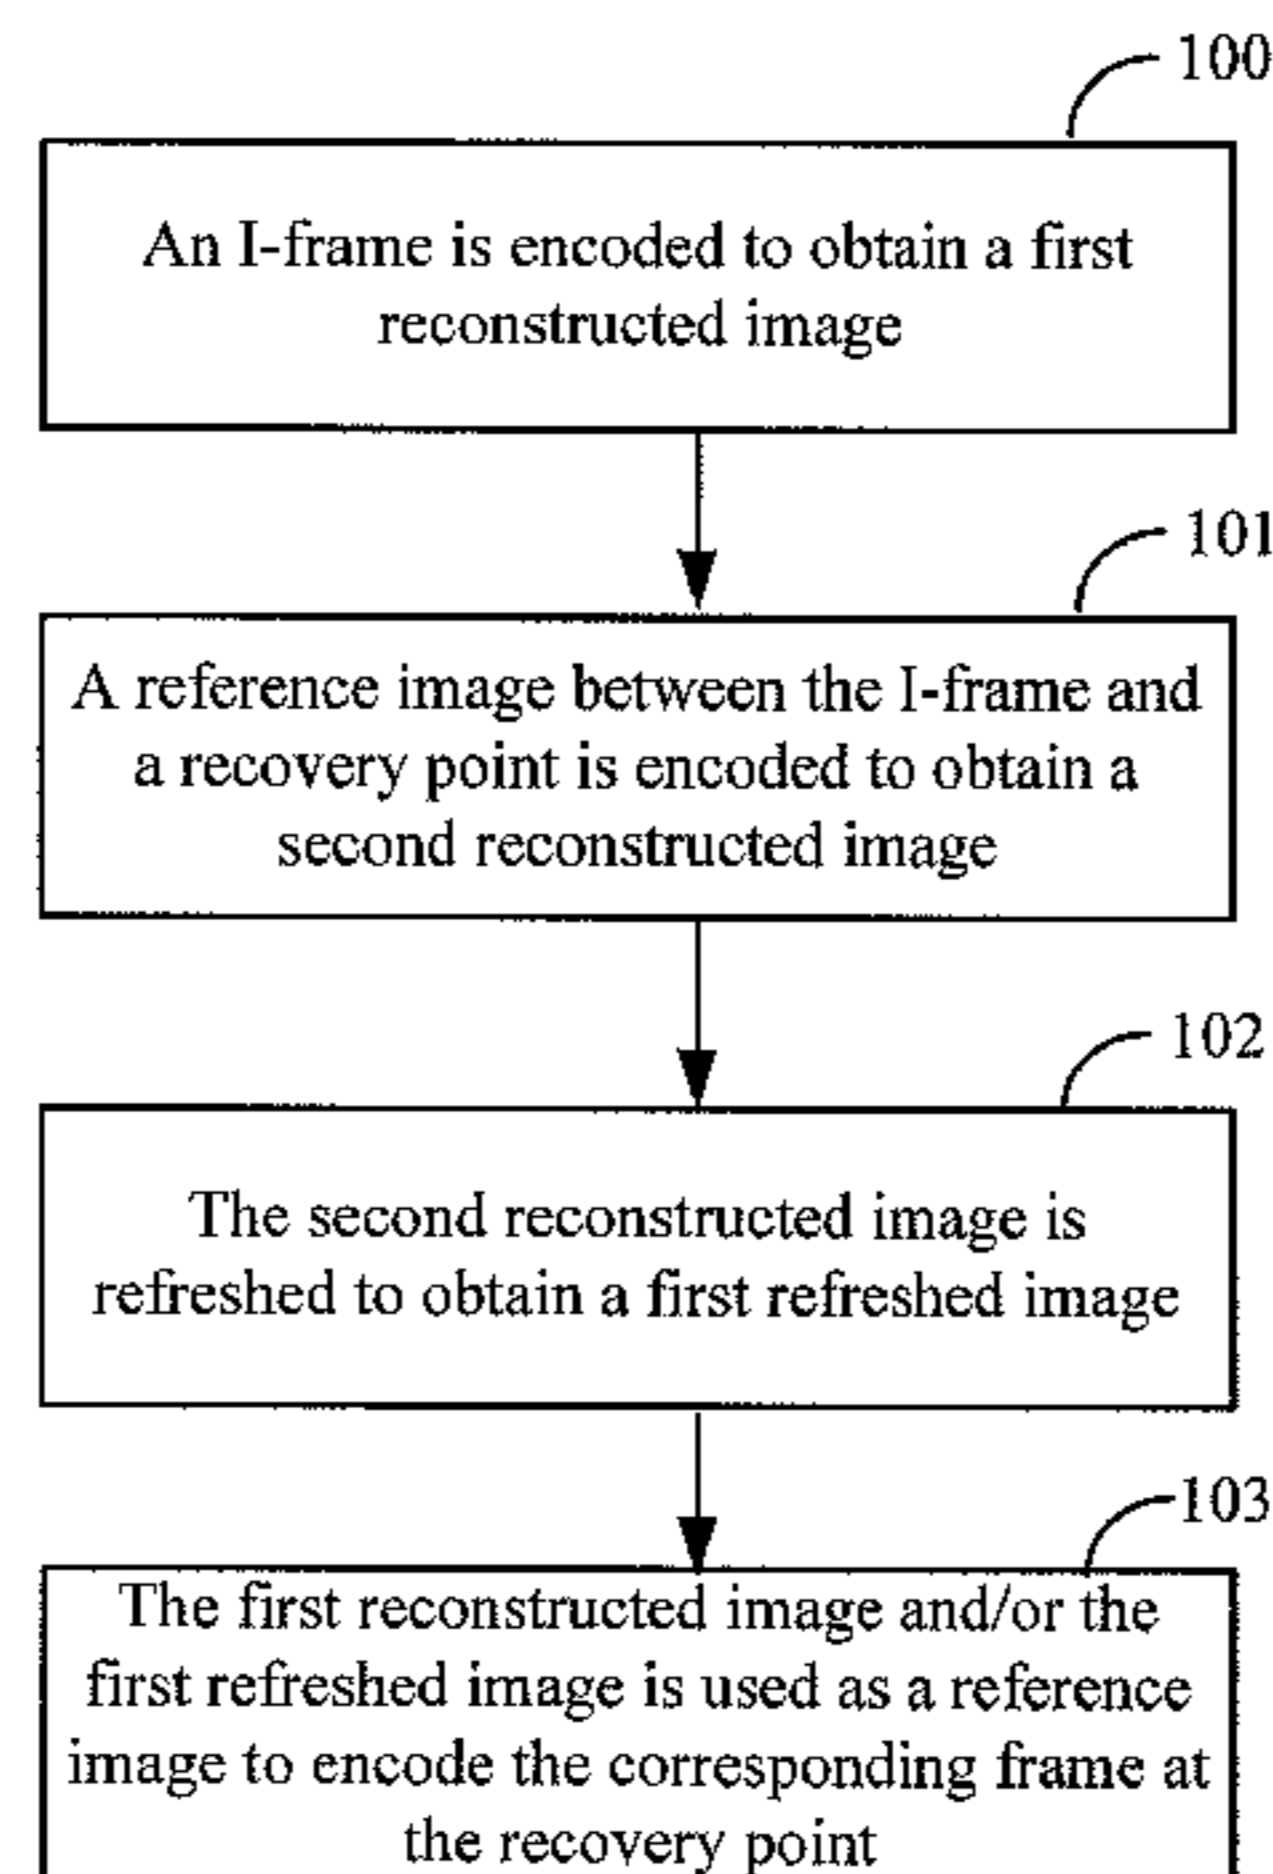 100
An I-frame is encoded to obtain a first
reconstructed image
101
A reference image between the I-frame and
a recovery point is encoded to obtain a
second reconstructed image
102
The second reconstructed image is
refreshed to obtain a first refreshed image
103
The first reconstructed image and/or the
first refreshed image is used as a reference
image to encode the corresponding frame at
the recovery point